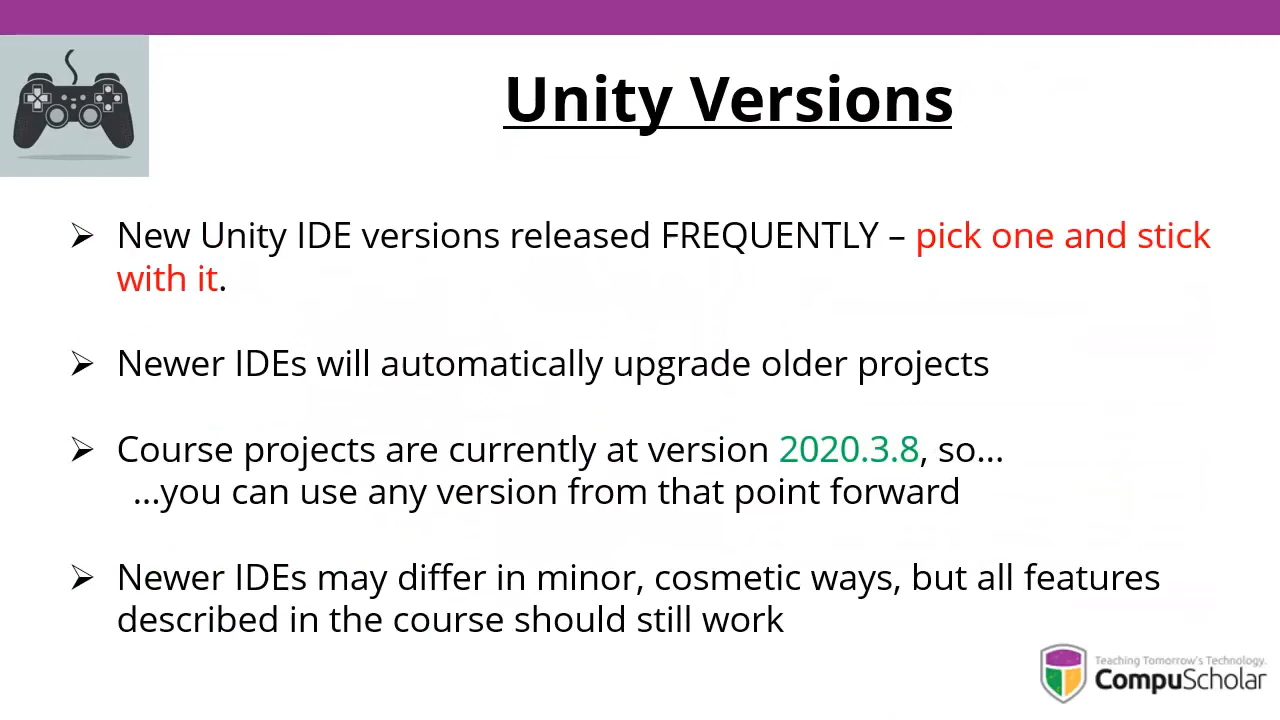 Unity Versions
➢ New Unity IDE versions released FREQUENTLY – pick one and stick
with it.
➢ Newer IDEs will automatically upgrade older projects
➢ Course projects are currently at version 2020.3.8, so…
…you can use any version from that point forward
➢ Newer IDEs may differ in minor, cosmetic ways, but all features
described in the course should still work
Teaching Tomorrow's Technology.
CompuScholar